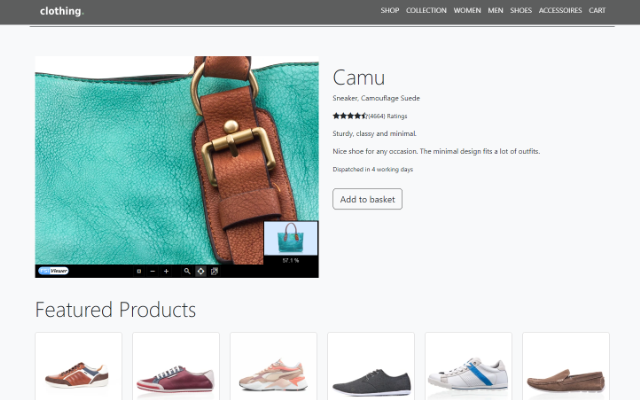 clothing.
SHOP COLLECTION WOMEN MEN SHOES ACCESSOIRES CART
Camu
Sneaker, Camouflage Suede
(4664) Ratings
Sturdy, classy and minimal.
Nice shoe for any occasion. The minimal design fits a lot of outfits.
Dispatched in 4 working days
Add to basket
57.1 %
Viewer
Featured Products